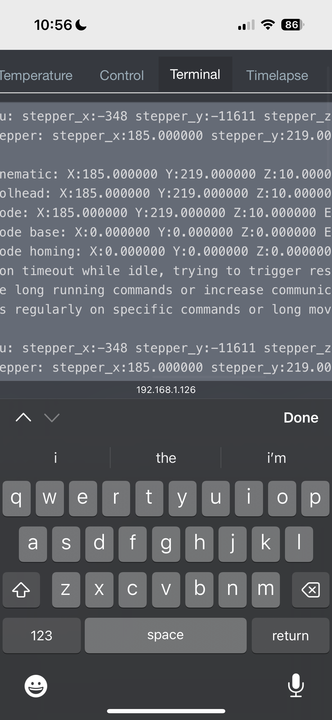 10:56
86
Temperature Control Terminal Timelapse
u: stepper_x:-348 stepper_y:-11611 stepper_z
epper: stepper_x:185.000000 stepper_y:219.00
nematic: X:185.000000 Y:219.000000 Z:10.0000
olhead: X:185.000000 Y:219.000000 Z:10.0000
ode: X:185.000000 Y:219.000000 Z:10.000000 E
ode base: X:0.000000 Y:0.000000 Z:0.000000 E
ode homing: X:0.000000 Y:0.000000 Z:0.000000
on timeout while idle, trying to trigger res
e long running commands or increase communic
s regularly on specific commands or long mov
u: stepper_x:-348 stepper_y:-11611 stepper_z
epper: stepper_x:185.000000 stepper_y:219.00
192.168.1.126
Done
i the i'm
q w e r t y u i o p
a s d f g h j k l
z x c v b n m
123 space return